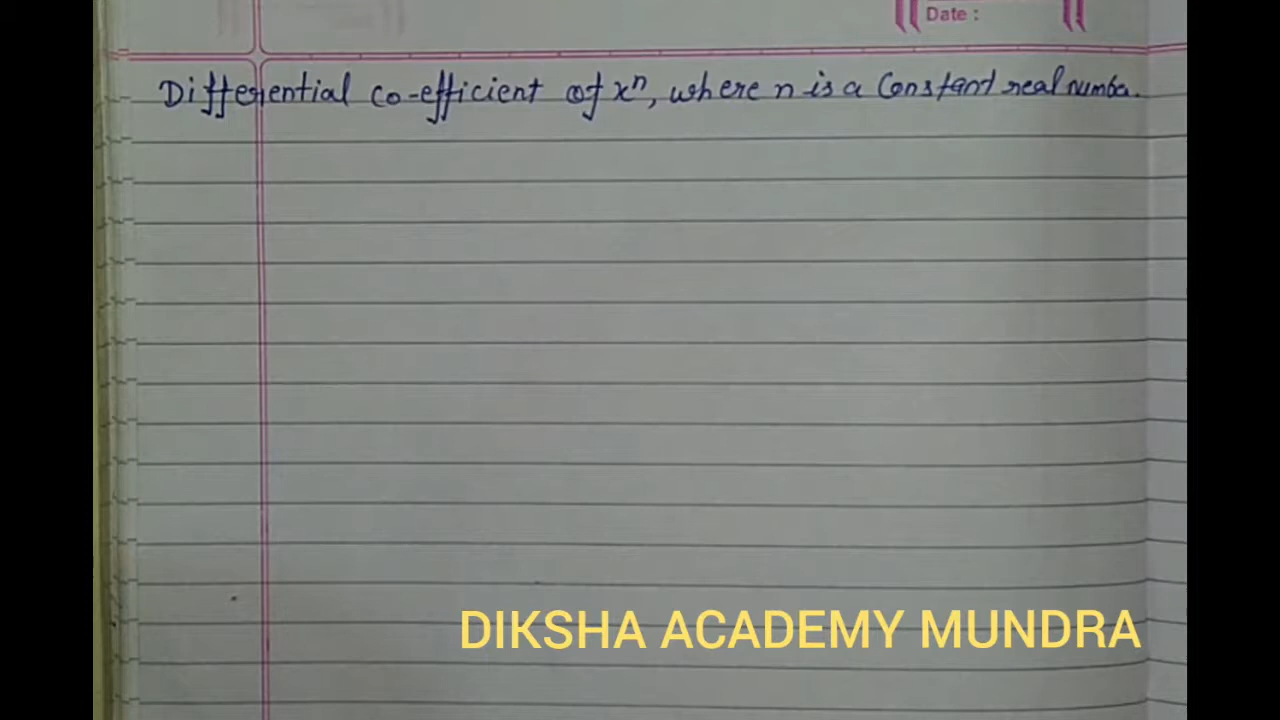 Date :
Differential co-efficient of xⁿ, where n is a Constant real number.
DIKSHA ACADEMY MUNDRA